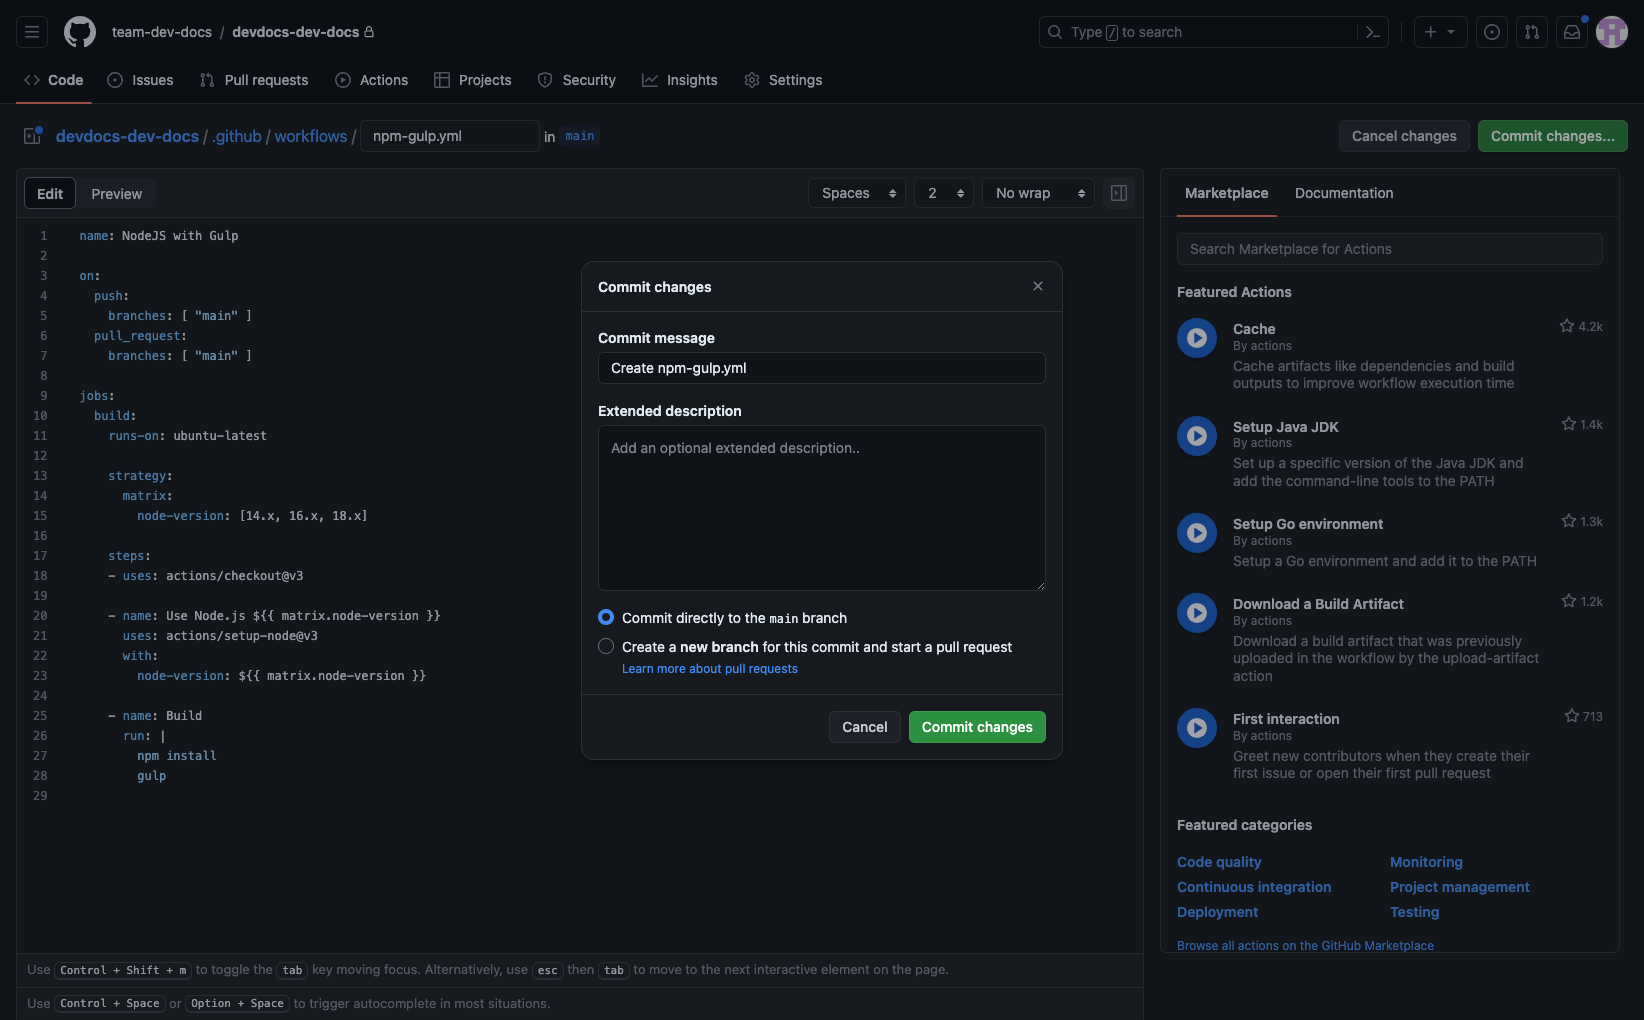 team-dev-docs / devdocs-dev-docs
Type / to search
Code Issues Pull requests Actions Projects Security Insights Settings
devdocs-dev-docs / .github / workflows / npm-gulp.yml in main
Cancel changes Commit changes...
Edit Preview Spaces 2 No wrap
1 name: NodeJS with Gulp
2
3 on:
4 push:
5 branches: [ "main" ]
6 pull_request:
7 branches: [ "main" ]
8
9 jobs:
10 build:
11 runs-on: ubuntu-latest
12
13 strategy:
14 matrix:
15 node-version: [14.x, 16.x, 18.x]
16
17 steps:
18 - uses: actions/checkout@v3
19
20 - name: Use Node.js ${{ matrix.node-version }}
21 uses: actions/setup-node@v3
22 with:
23 node-version: ${{ matrix.node-version }}
24
25 - name: Build
26 run: |
27 npm install
28 gulp
29
Commit changes
Commit message
Create npm-gulp.yml
Extended description
Add an optional extended description..
Commit directly to the main branch
Create a new branch for this commit and start a pull request
Learn more about pull requests
Cancel Commit changes
Marketplace Documentation
Search Marketplace for Actions
Featured Actions
Cache 4.2k
By actions
Cache artifacts like dependencies and build
outputs to improve workflow execution time
Setup Java JDK 1.4k
By actions
Set up a specific version of the Java JDK and
add the command-line tools to the PATH
Setup Go environment 1.3k
By actions
Setup a Go environment and add it to the PATH
Download a Build Artifact 1.2k
By actions
Download a build artifact that was previously
uploaded in the workflow by the upload-artifact
action
First interaction 713
By actions
Greet new contributors when they create their
first issue or open their first pull request
Featured categories
Code quality Monitoring
Continuous integration Project management
Deployment Testing
Browse all actions on the GitHub Marketplace
Use Control + Shift + m to toggle the tab key moving focus. Alternatively, use esc then tab to move to the next interactive element on the page.
Use Control + Space or Option + Space to trigger autocomplete in most situations.